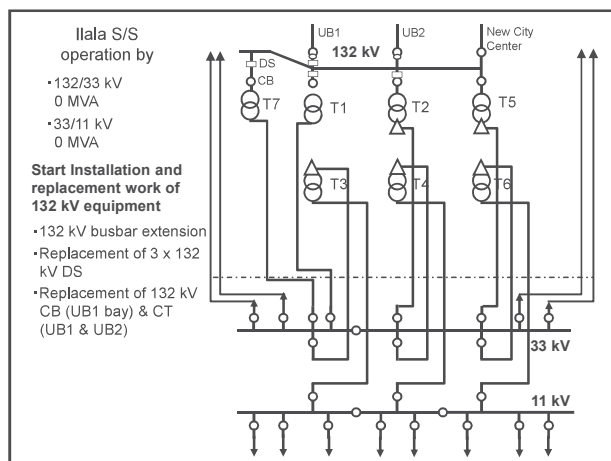 Ilala S/S
operation by
▪132/33 kV
0 MVA
▪33/11 kV
0 MVA
Start Installation and
replacement work of
132 kV equipment
▪132 kV busbar extension
▪Replacement of 3 x 132
kV DS
▪Replacement of 132 kV
CB (UB1 bay) & CT
(UB1 & UB2)
UB1
UB2
New City
Center
132 kV
DS
CB
T7
T1
T2
T5
T3
T4
T6
33 kV
11 kV